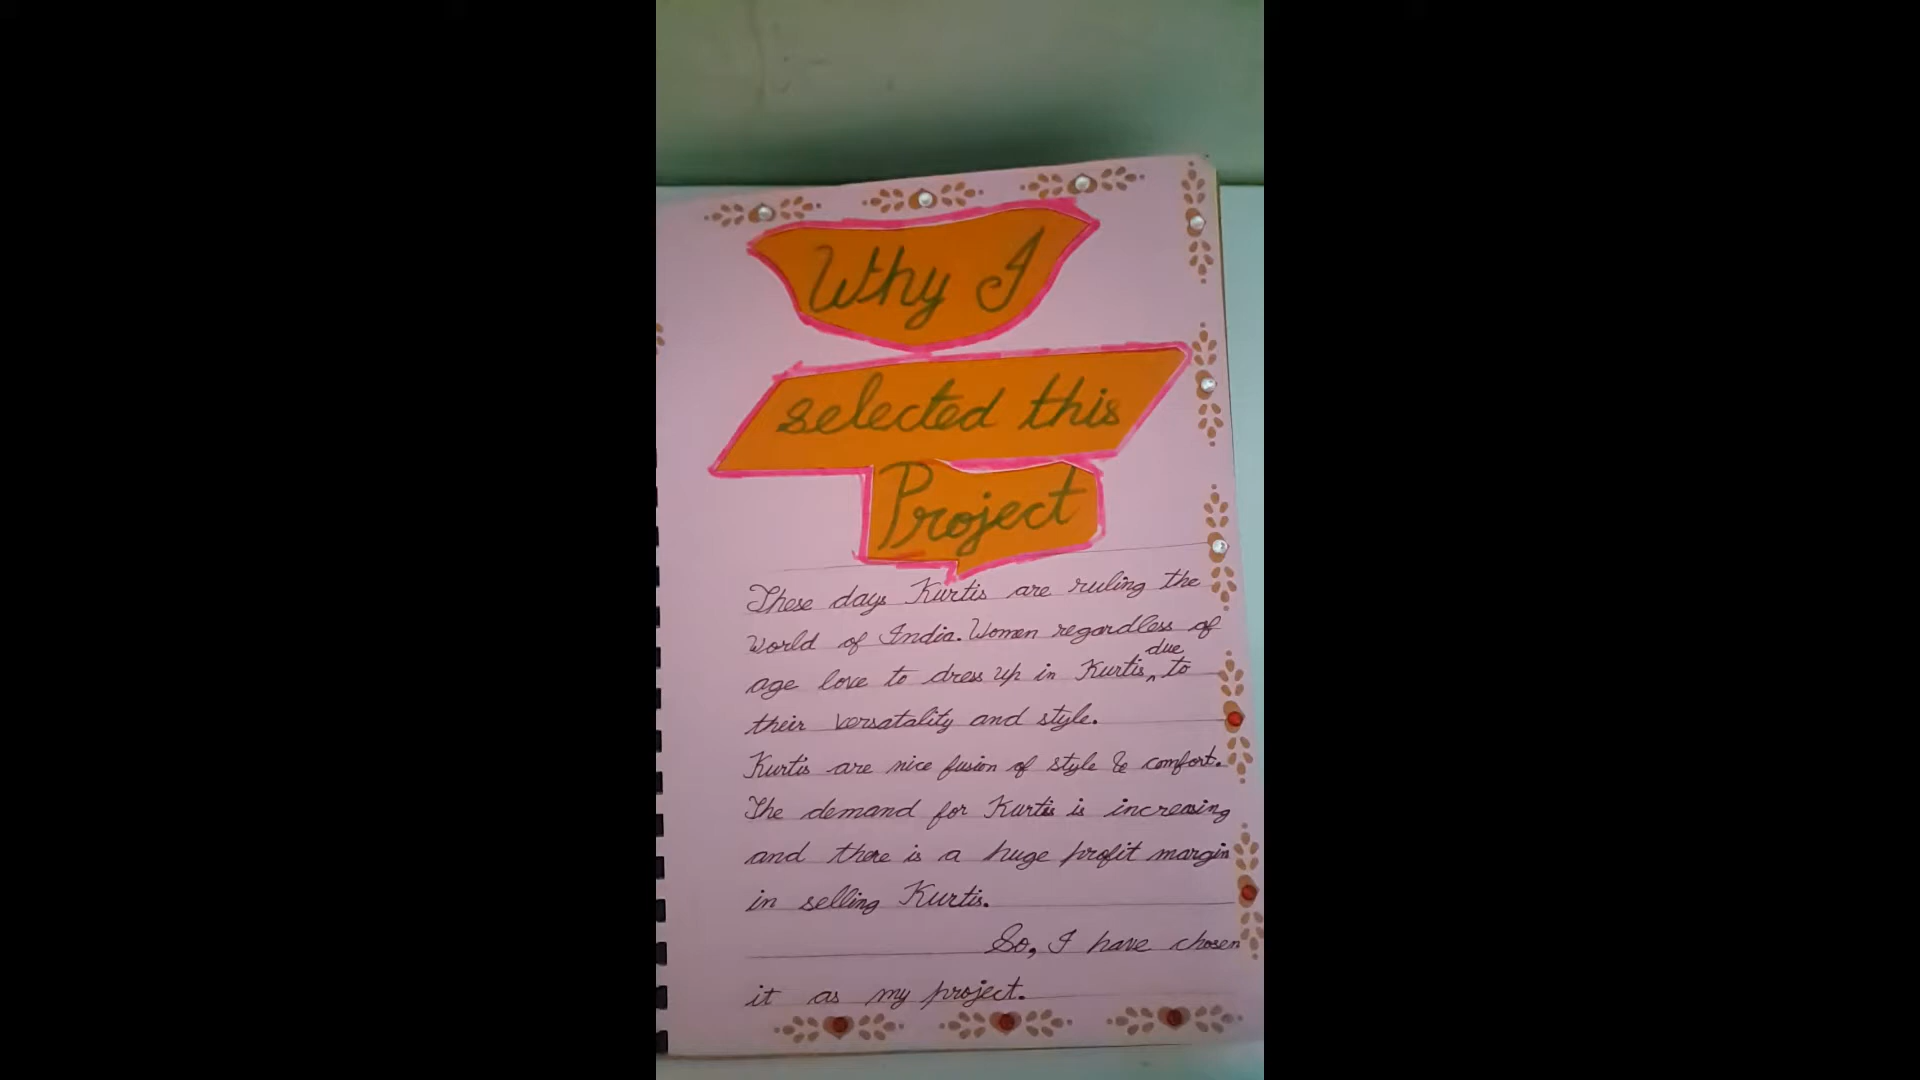 Why I
selected this
Project
These days Kurtis are ruling the
World of India. Women regardless of
age love to dress up in Kurtis due to
their versatality and style.
Kurtis are nice fusion of style & comfort.
The demand for Kurtis is increasing
and there is a huge profit margin
in selling Kurtis.
So, I have chosen
it as my project.